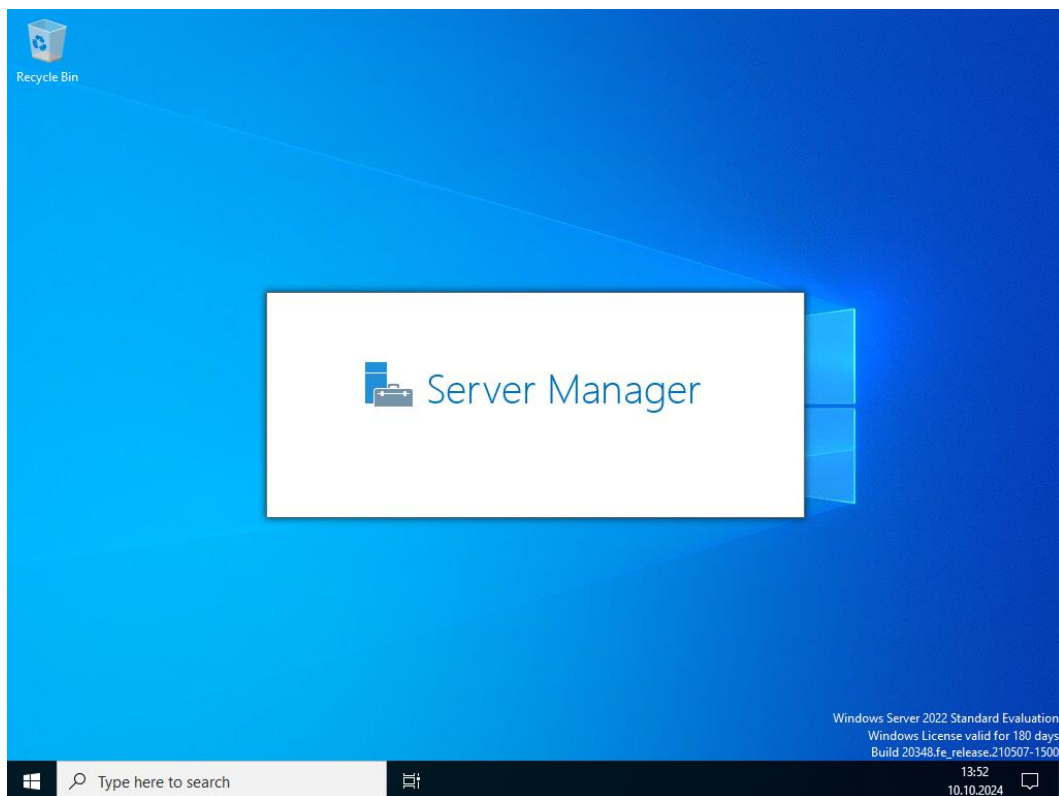 Recycle Bin
Server Manager
Windows Server 2022 Standard Evaluation
Windows License valid for 180 days
Build 20348.fe_release.210507-1500
Type here to search
13:52
10.10.2024